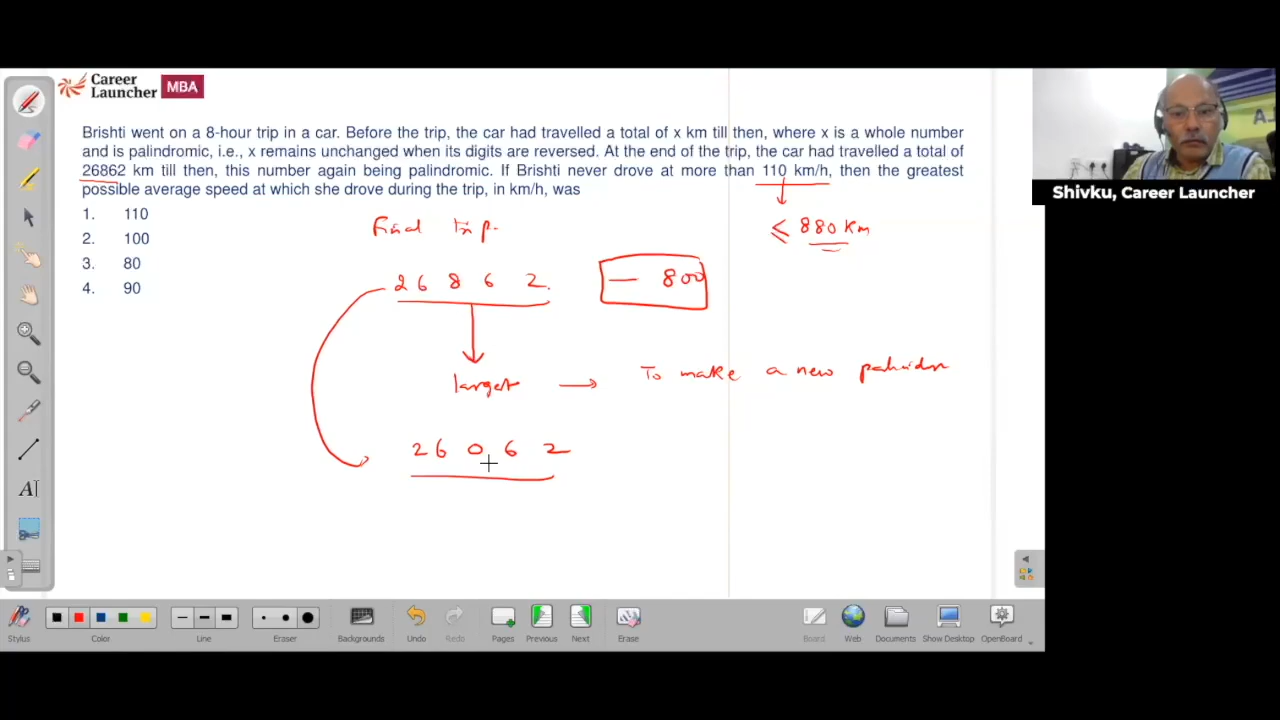 Career
Launcher MBA
Brishti went on a 8-hour trip in a car. Before the trip, the car had travelled a total of x km till then, where x is a whole number
and is palindromic, i.e., x remains unchanged when its digits are reversed. At the end of the trip, the car had travelled a total of
26862 km till then, this number again being palindromic. If Brishti never drove at more than 110 km/h, then the greatest
possible average speed at which she drove during the trip, in km/h, was
1. 110
2. 100
3. 80
4. 90
Final trip.
≤ 880 Km
2 6 8 6 2.
— 800
largest → To make a new
2 6 0 6 2
Shivku, Career Launcher
AI
Stylus
Color
Line
Eraser
Backgrounds
Undo
Redo
Pages
Previous
Next
Erase
Board
Web
Documents
Show Desktop
OpenBoard